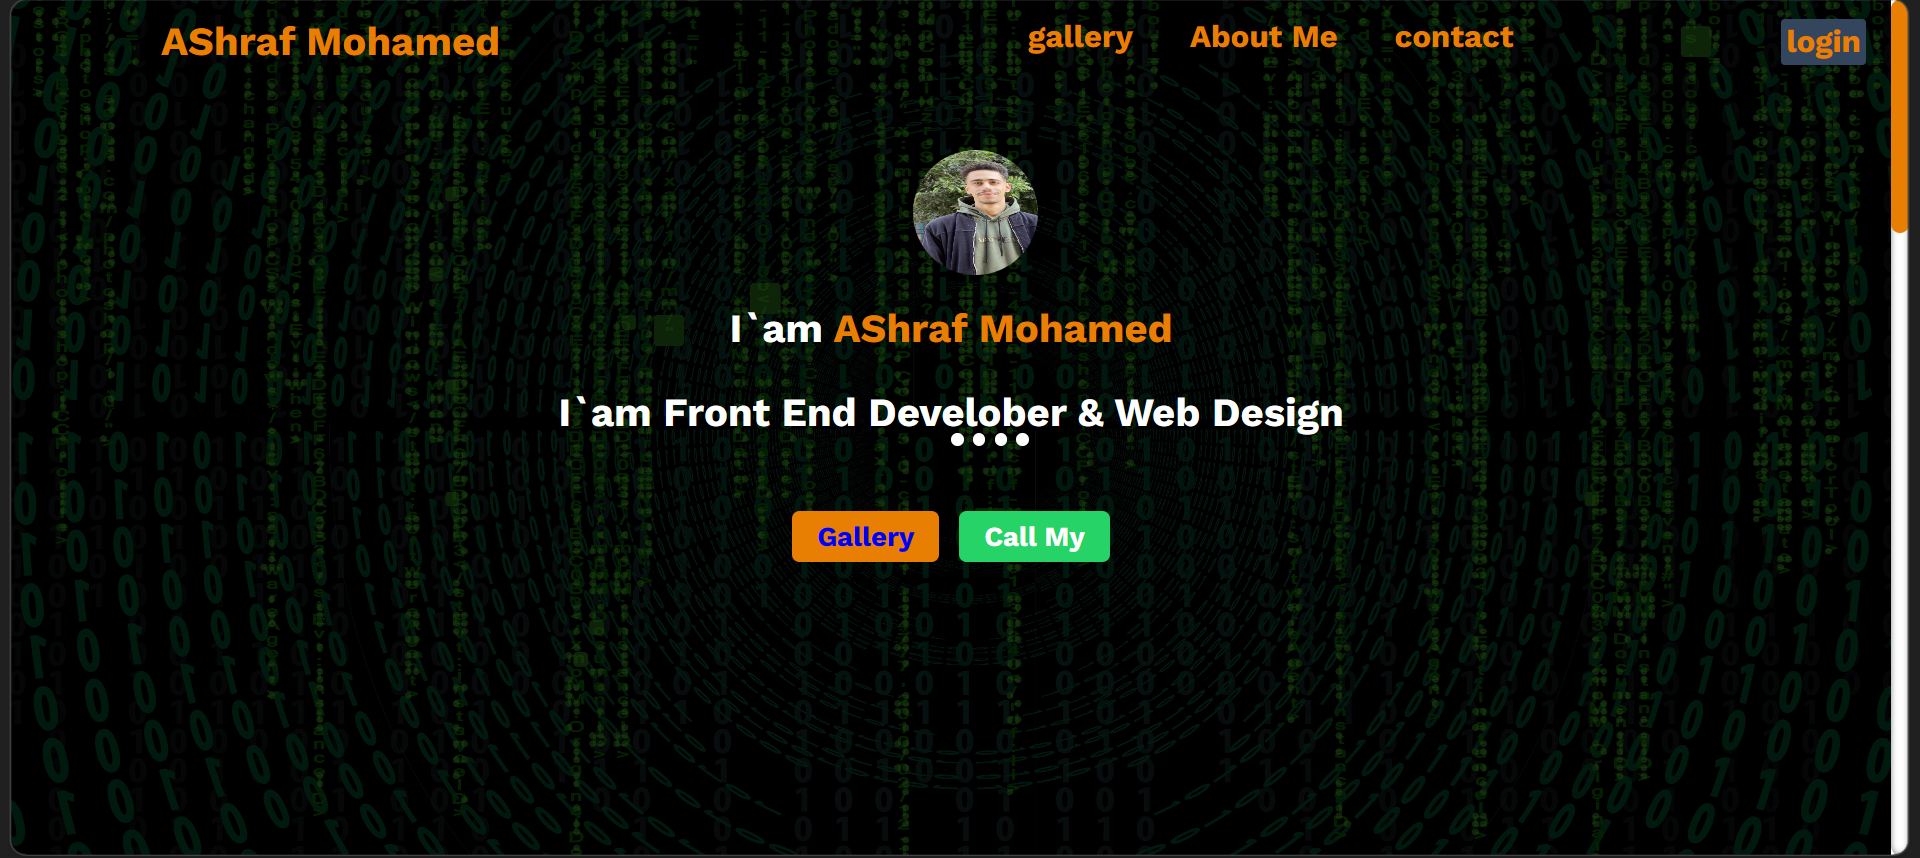 AShraf Mohamed
gallery About Me contact login
I`am AShraf Mohamed
I`am Front End Develober & Web Design
Gallery Call My